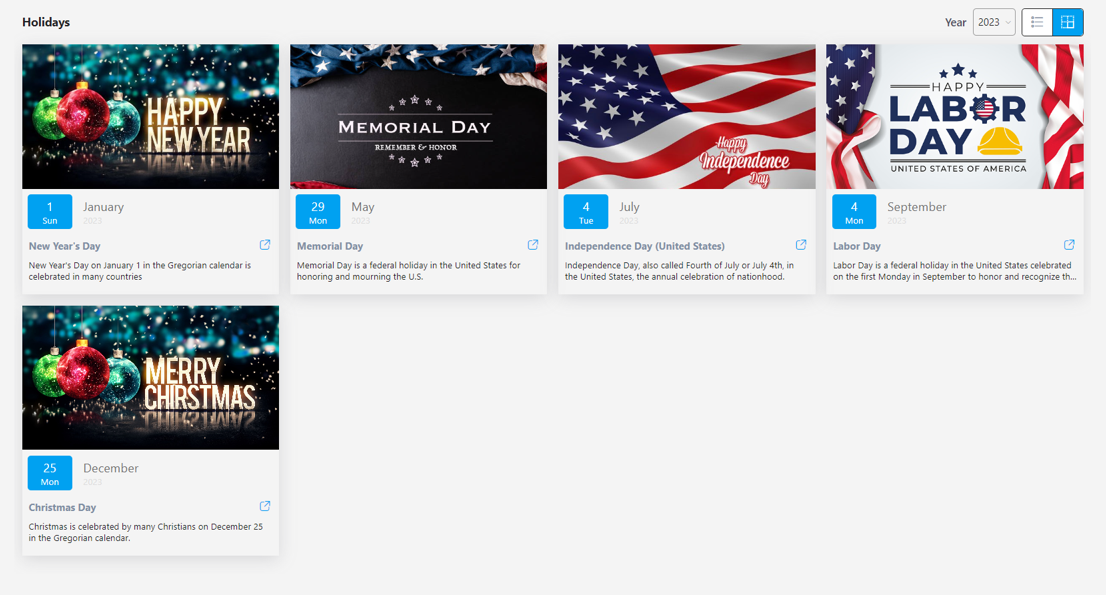 Holidays
Year 2023
HAPPY
NEW YEAR
1
Sun
January
2023
New Year's Day
New Year's Day on January 1 in the Gregorian calendar is
celebrated in many countries
MEMORIAL DAY
REMEMBER & HONOR
29
Mon
May
2023
Memorial Day
Memorial Day is a federal holiday in the United States for
honoring and mourning the U.S.
Happy
Independence
Day
4
Tue
July
2023
Independence Day (United States)
Independence Day, also called Fourth of July or July 4th, in
the United States, the annual celebration of nationhood.
HAPPY
LABOR
DAY
UNITED STATES OF AMERICA
4
Mon
September
2023
Labor Day
Labor Day is a federal holiday in the United States celebrated
on the first Monday in September to honor and recognize th...
MERRY
CHIRSTMAS
25
Mon
December
2023
Christmas Day
Christmas is celebrated by many Christians on December 25
in the Gregorian calendar.